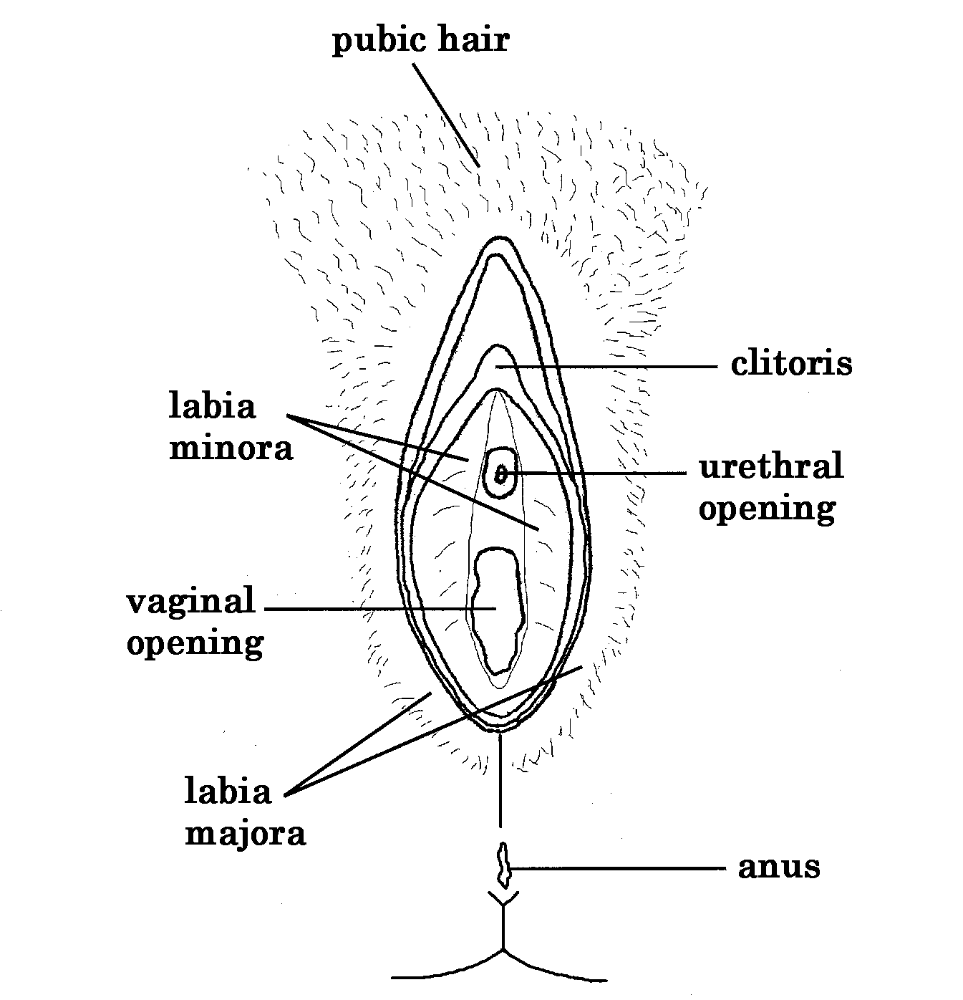 pubic hair
clitoris
labia
minora
urethral
opening
vaginal
opening
labia
majora
anus